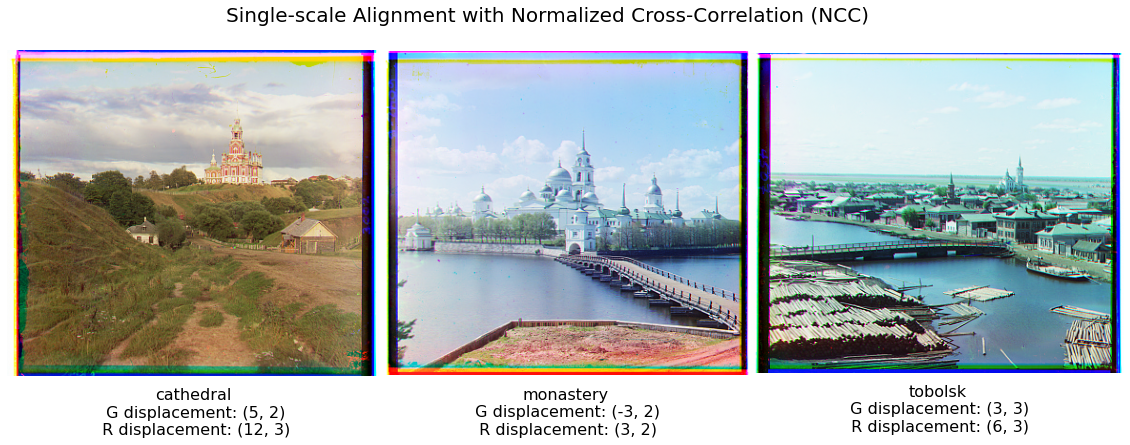 Single-scale Alignment with Normalized Cross-Correlation (NCC)
cathedral
G displacement: (5, 2)
R displacement: (12, 3)
monastery
G displacement: (-3, 2)
R displacement: (3, 2)
tobolsk
G displacement: (3, 3)
R displacement: (6, 3)